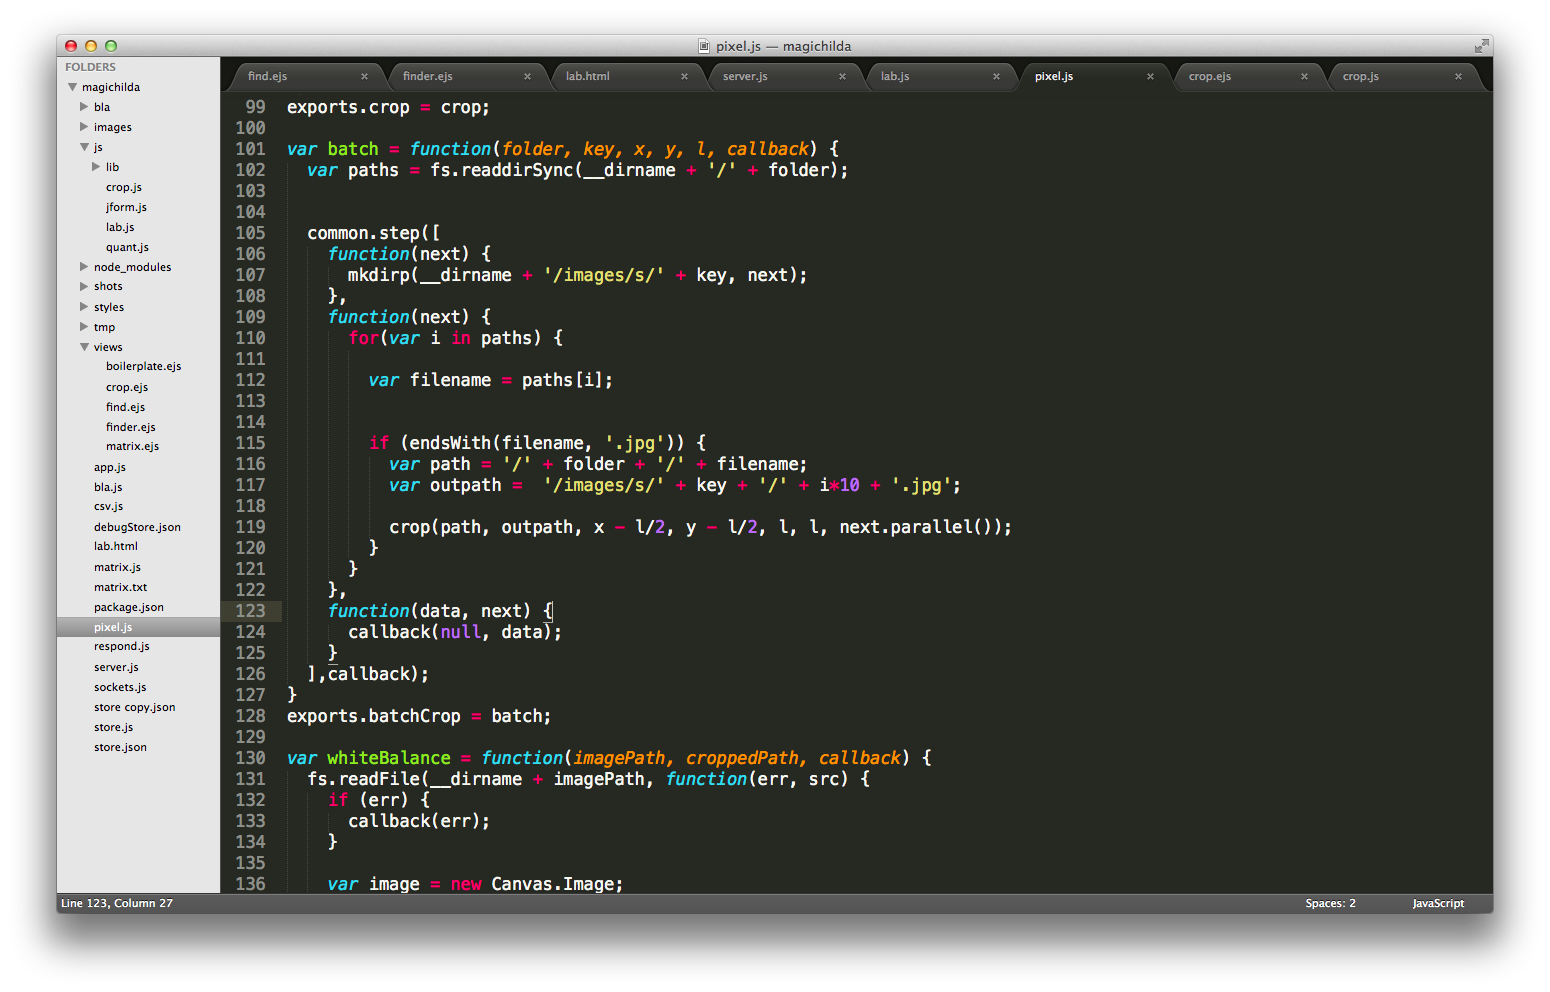 pixel.js — magichilda
FOLDERS
magichilda
bla
images
js
lib
crop.js
jform.js
lab.js
quant.js
node_modules
shots
styles
tmp
views
boilerplate.ejs
crop.ejs
find.ejs
finder.ejs
matrix.ejs
app.js
bla.js
csv.js
debugStore.json
lab.html
matrix.js
matrix.txt
package.json
pixel.js
respond.js
server.js
sockets.js
store copy.json
store.js
store.json
find.ejs × finder.ejs × lab.html × server.js × lab.js × pixel.js × crop.ejs × crop.js ×
99 exports.crop = crop;
100
101 var batch = function(folder, key, x, y, l, callback) {
102 var paths = fs.readdirSync(__dirname + '/' + folder);
103
104
105 common.step([
106 function(next) {
107 mkdirp(__dirname + '/images/s/' + key, next);
108 },
109 function(next) {
110 for(var i in paths) {
111
112 var filename = paths[i];
113
114
115 if (endsWith(filename, '.jpg')) {
116 var path = '/' + folder + '/' + filename;
117 var outpath =  '/images/s/' + key + '/' + i*10 + '.jpg';
118
119 crop(path, outpath, x - l/2, y - l/2, l, l, next.parallel());
120 }
121 }
122 },
123 function(data, next) {
124 callback(null, data);
125 }
126 ],callback);
127 }
128 exports.batchCrop = batch;
129
130 var whiteBalance = function(imagePath, croppedPath, callback) {
131 fs.readFile(__dirname + imagePath, function(err, src) {
132 if (err) {
133 callback(err);
134 }
135
136 var image = new Canvas.Image;
Line 123, Column 27
Spaces: 2
JavaScript